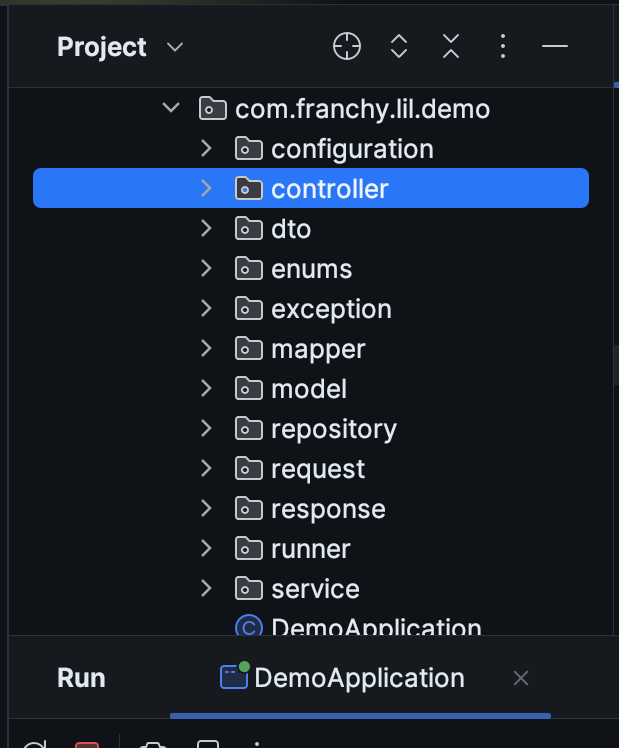 Project
com.franchy.lil.demo
configuration
controller
dto
enums
exception
mapper
model
repository
request
response
runner
service
DemoApplication
Run DemoApplication